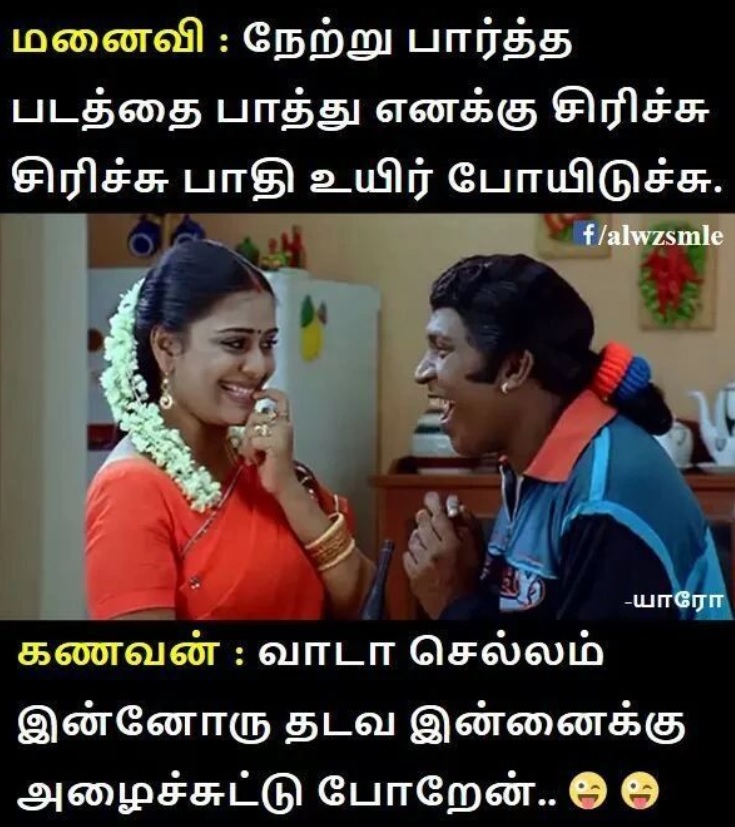 மனைவி : நேற்று பார்த்த
படத்தை பாத்து எனக்கு சிரிச்சு
சிரிச்சு பாதி உயிர் போயிடுச்சு.
f/alwzsmle
-யாரோ
கணவன் : வாடா செல்லம்
இன்னோரு தடவ இன்னைக்கு
அழைச்சுட்டு போறேன்.. 😜 😜